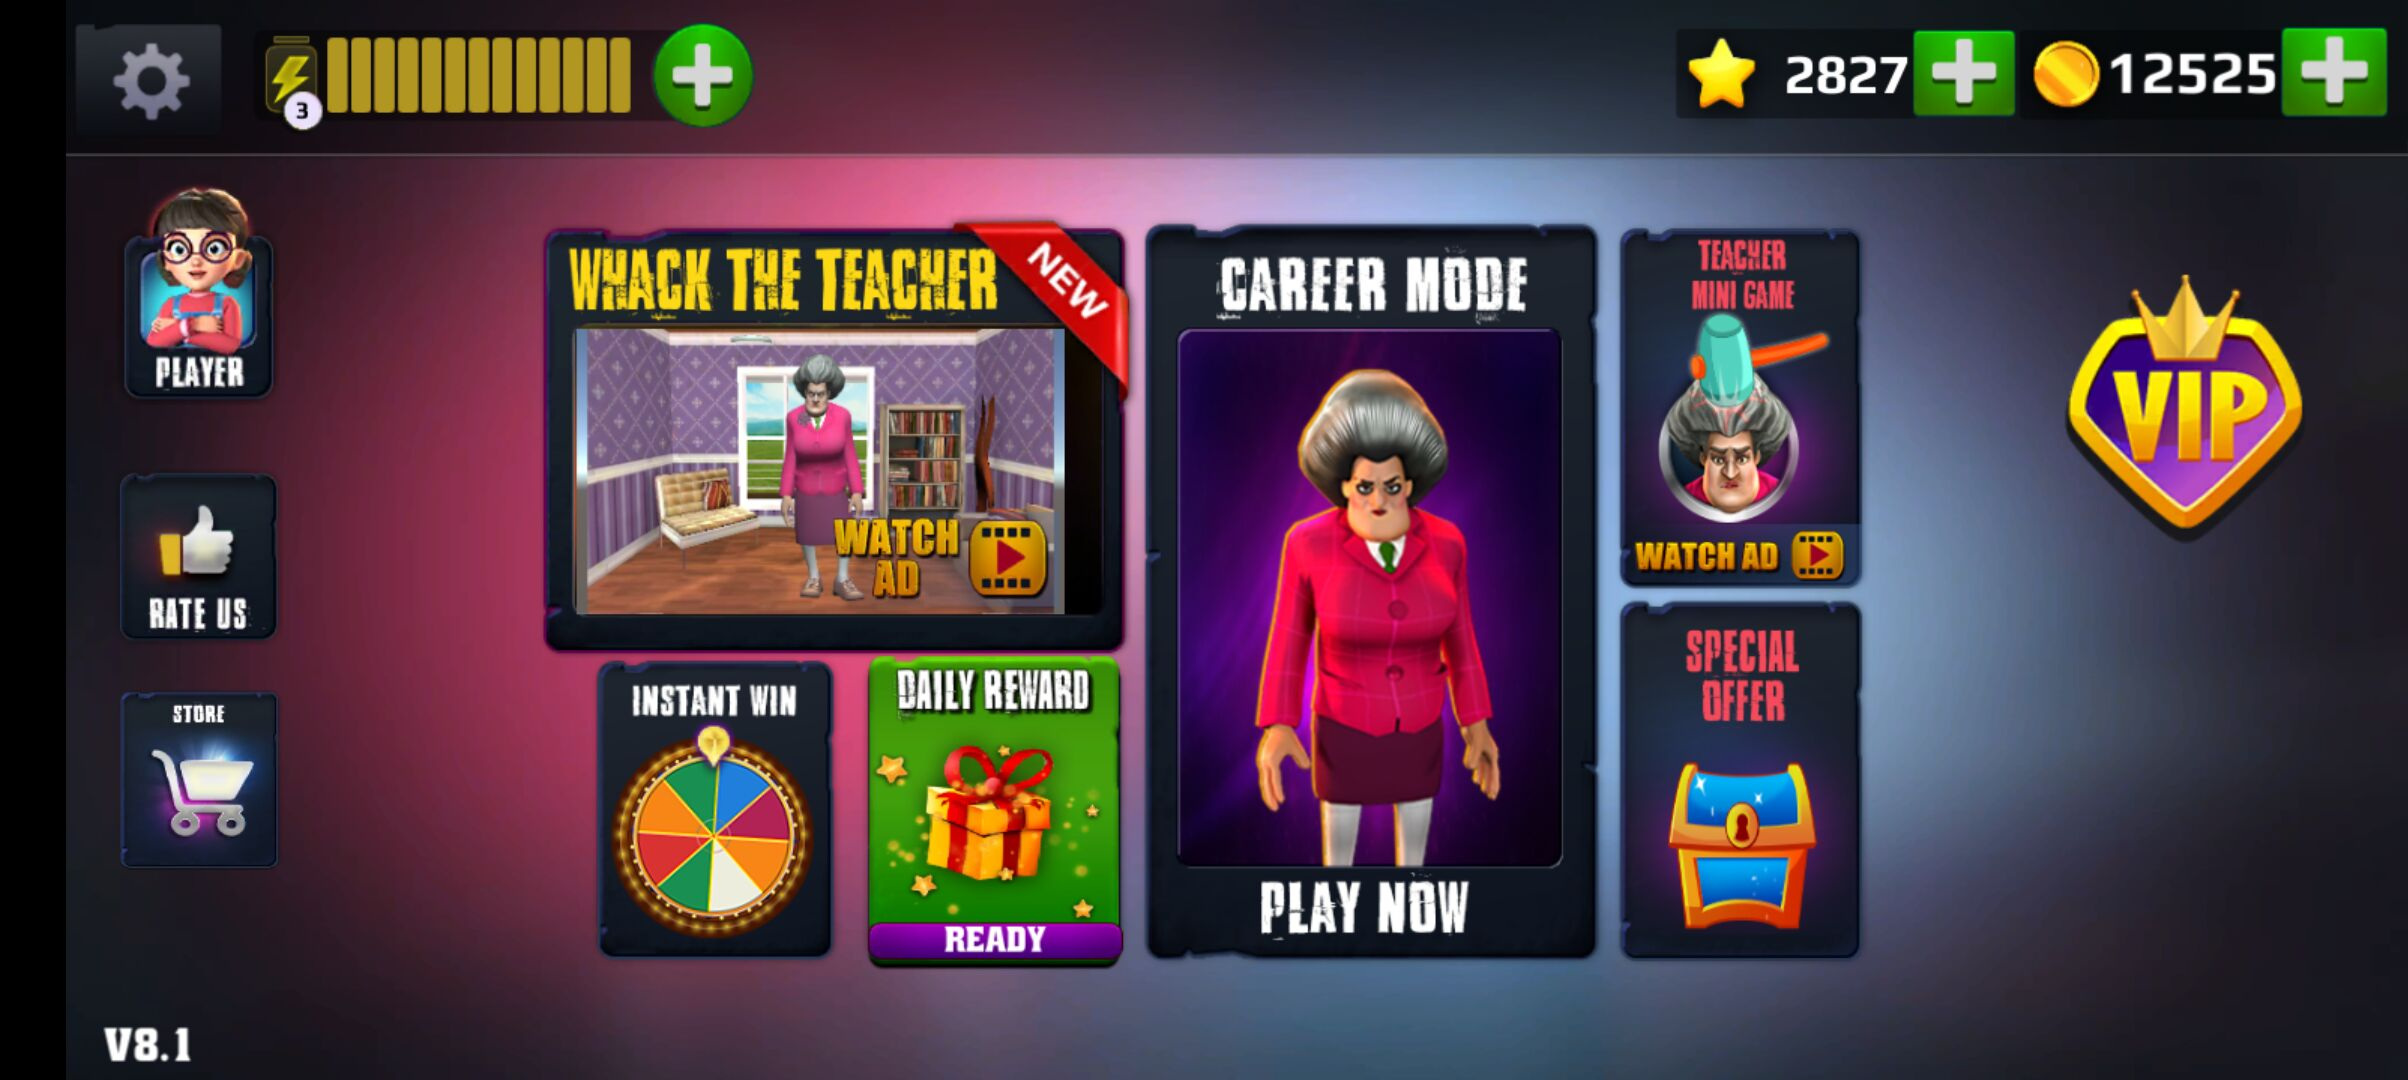 3
2827
12525
PLAYER
RATE US
STORE
WHACK THE TEACHER
NEW
WATCH
AD
INSTANT WIN
DAILY REWARD
READY
CAREER MODE
PLAY NOW
TEACHER
MINI GAME
WATCH AD
SPECIAL
OFFER
VIP
V8.1